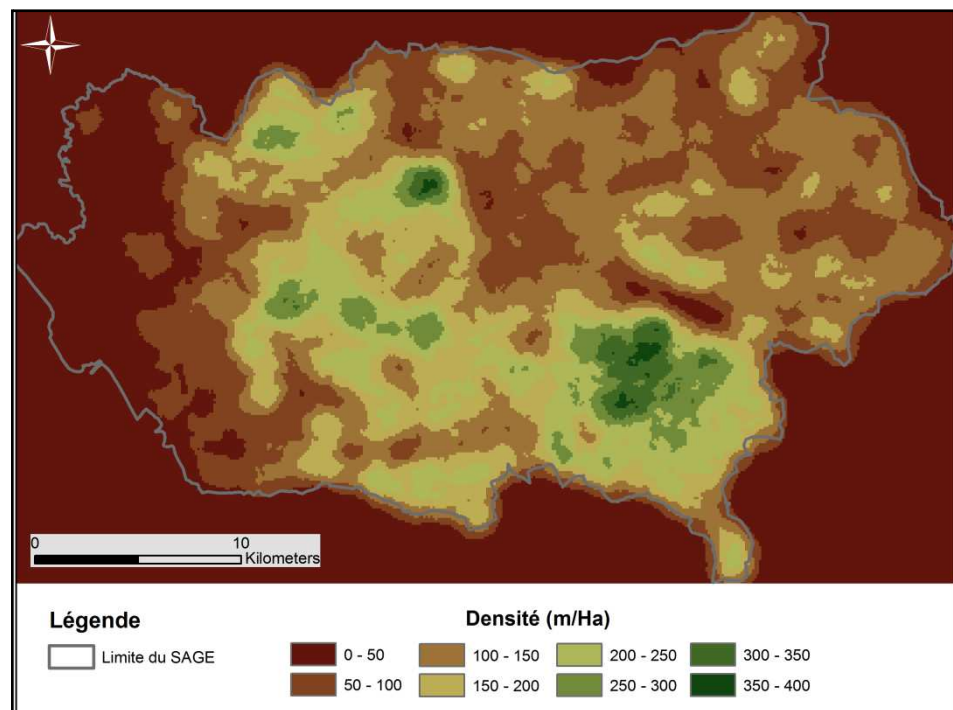 0 10
Kilometers
Légende
Limite du SAGE
Densité (m/Ha)
0 - 50
100 - 150
200 - 250
300 - 350
50 - 100
150 - 200
250 - 300
350 - 400